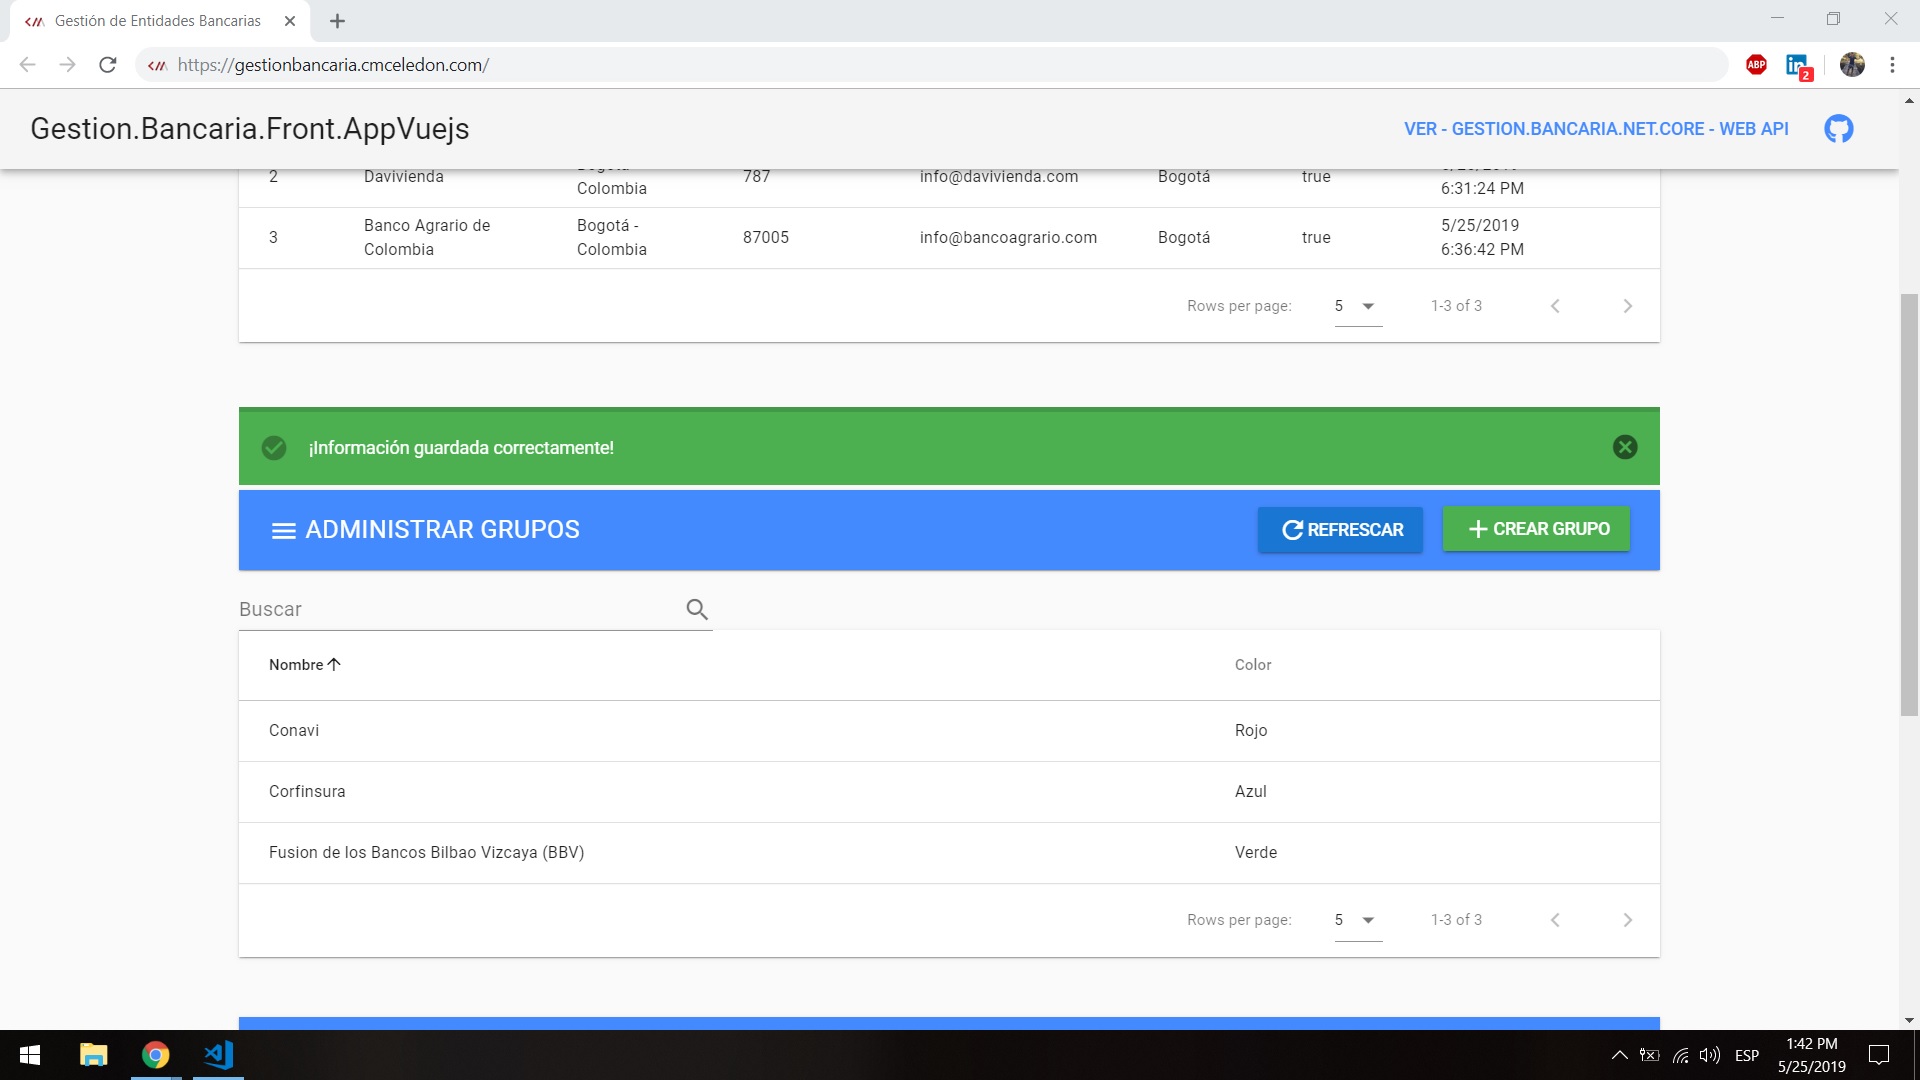 Gestión de Entidades Bancarias
https://gestionbancaria.cmceledon.com/
ABP
in
2
Gestion.Bancaria.Front.AppVuejs
VER - GESTION.BANCARIA.NET.CORE - WEB API
2 Davivienda Colombia 787 info@davivienda.com Bogotá true 6:31:24 PM
Banco Agrario de Bogotá - 5/25/2019
3 87005 info@bancoagrario.com Bogotá true
Colombia Colombia 6:36:42 PM
Rows per page: 5 1-3 of 3
¡Información guardada correctamente!
ADMINISTRAR GRUPOS REFRESCAR CREAR GRUPO
Buscar
Nombre Color
Conavi Rojo
Corfinsura Azul
Fusion de los Bancos Bilbao Vizcaya (BBV) Verde
Rows per page: 5 1-3 of 3
ESP
1:42 PM
5/25/2019